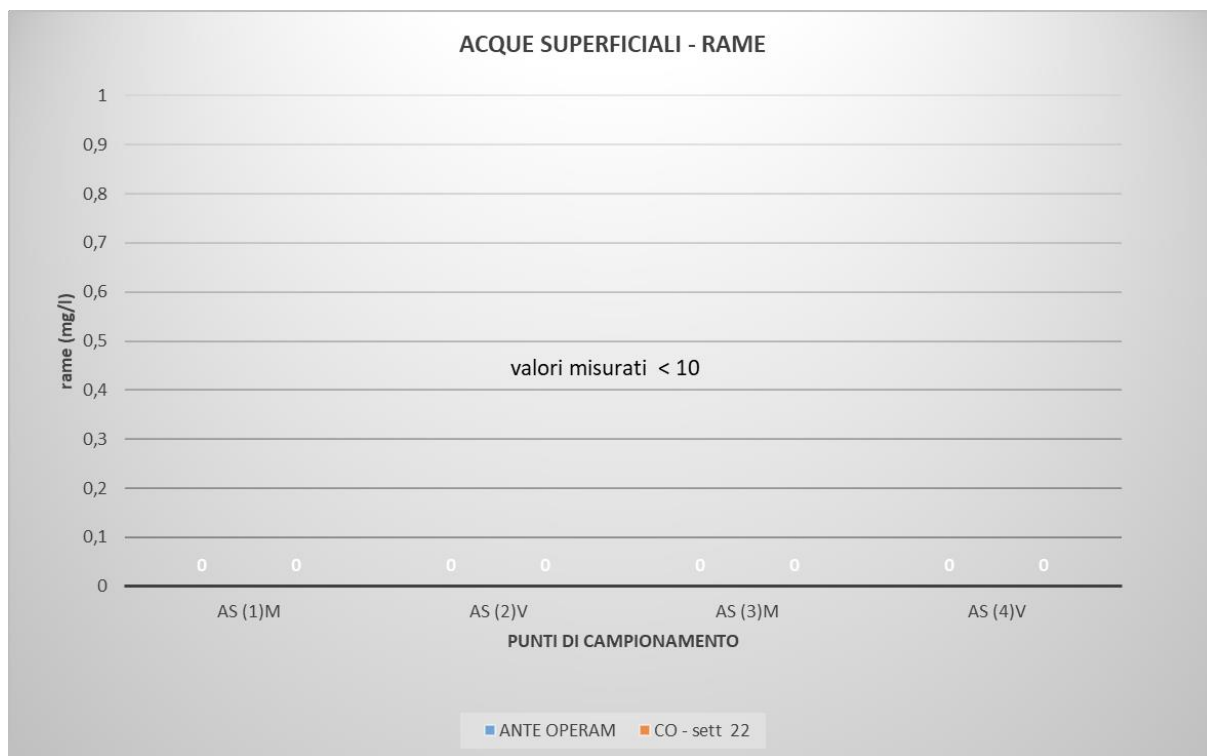 ACQUE SUPERFICIALI - RAME
1
0,9
0,8
0,7
0,6
0,5
0,4
0,3
0,2
0,1
0
rame (mg/l)
valori misurati < 10
0 0 0 0 0 0 0 0
AS (1)M AS (2)V AS (3)M AS (4)V
PUNTI DI CAMPIONAMENTO
ANTE OPERAM CO - sett 22